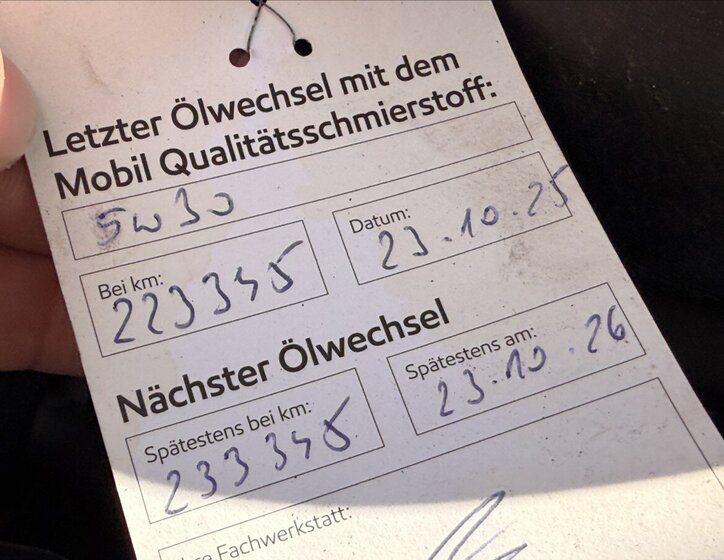 Letzter Ölwechsel mit dem
Mobil Qualitätsschmierstoff:
5W30
Bei km:
223345
Datum:
23.10.25
Nächster Ölwechsel
Spätestens bei km:
233345
Spätestens am:
23.10.26
Fachwerkstatt: